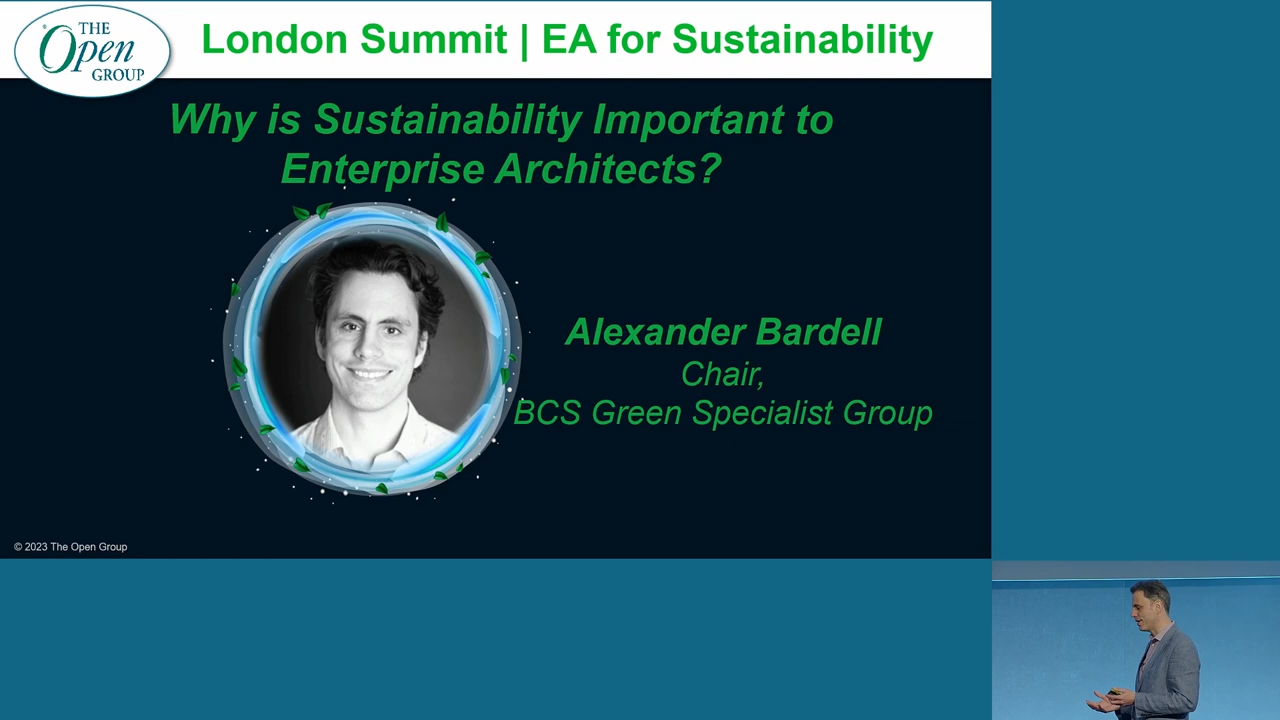 THE
Open
GROUP
London Summit | EA for Sustainability
Why is Sustainability Important to
Enterprise Architects?
Alexander Bardell
Chair,
BCS Green Specialist Group
© 2023 The Open Group